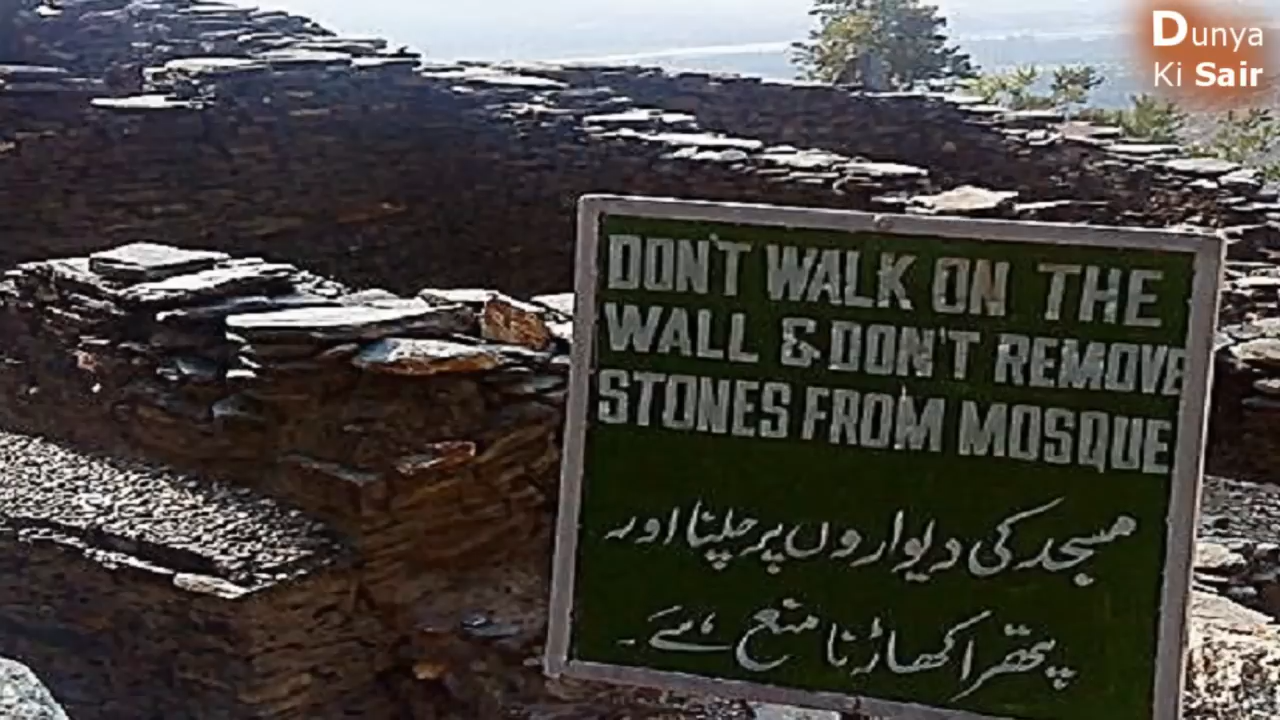 Dunya
Ki Sair
DON'T WALK ON THE
WALL & DON'T REMOVE
STONES FROM MOSQUE
مسجد کی دیواروں پر چلنا اور
پتھر اکھاڑنا منع ہے۔